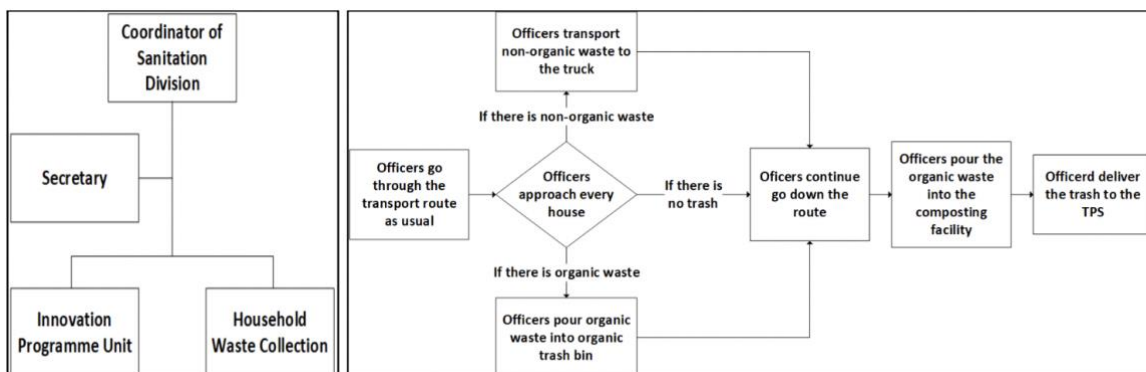 Coordinator of
Sanitation
Division
Secretary
Innovation
Programme Unit
Household
Waste Collection
Officers transport
non-organic waste to
the truck
If there is non-organic waste
Officers go
through the
transport route
as usual
Officers
approach every
house
If there is
no trash
Oficers continue
go down the
route
Officers pour the
organic waste
into the
composting
facility
Officerd deliver
the trash to the
TPS
If there is organic waste
Officers pour organic
waste into organic
trash bin